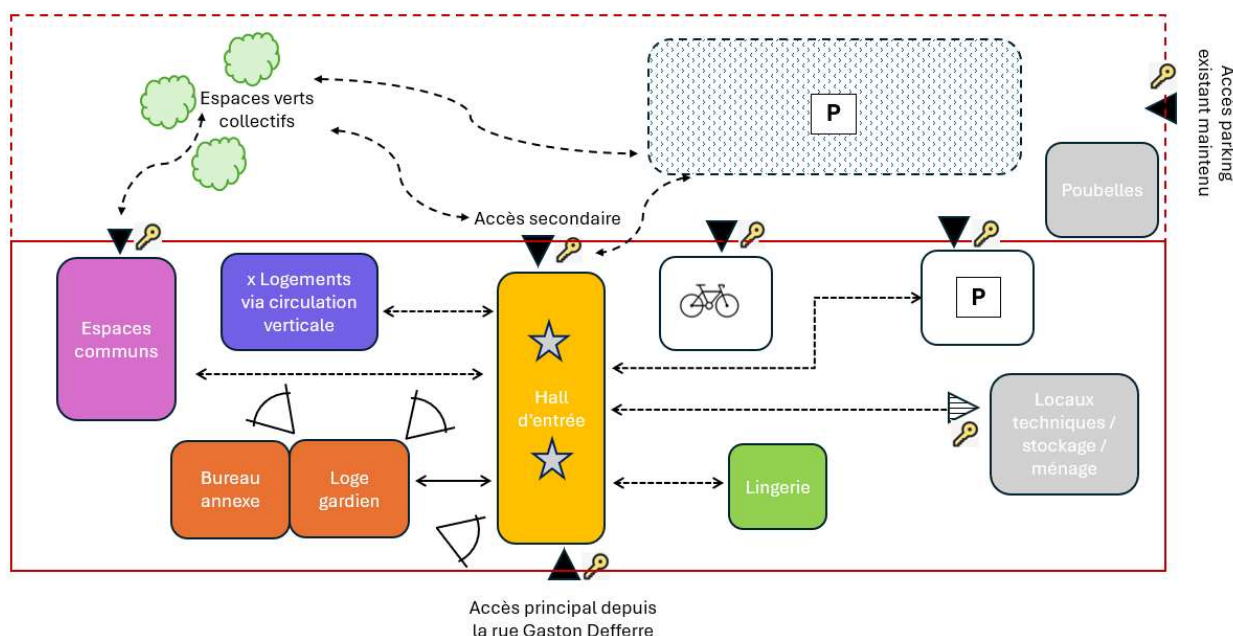 Espaces verts
collectifs
P
Accès parking
existant maintenu
Poubelles
Accès secondaire
Espaces
communs
x Logements
via circulation
verticale
Hall
d'entrée
P
Locaux
techniques /
stockage /
ménage
Bureau
annexe
Loge
gardien
Lingerie
Accès principal depuis
la rue Gaston Defferre